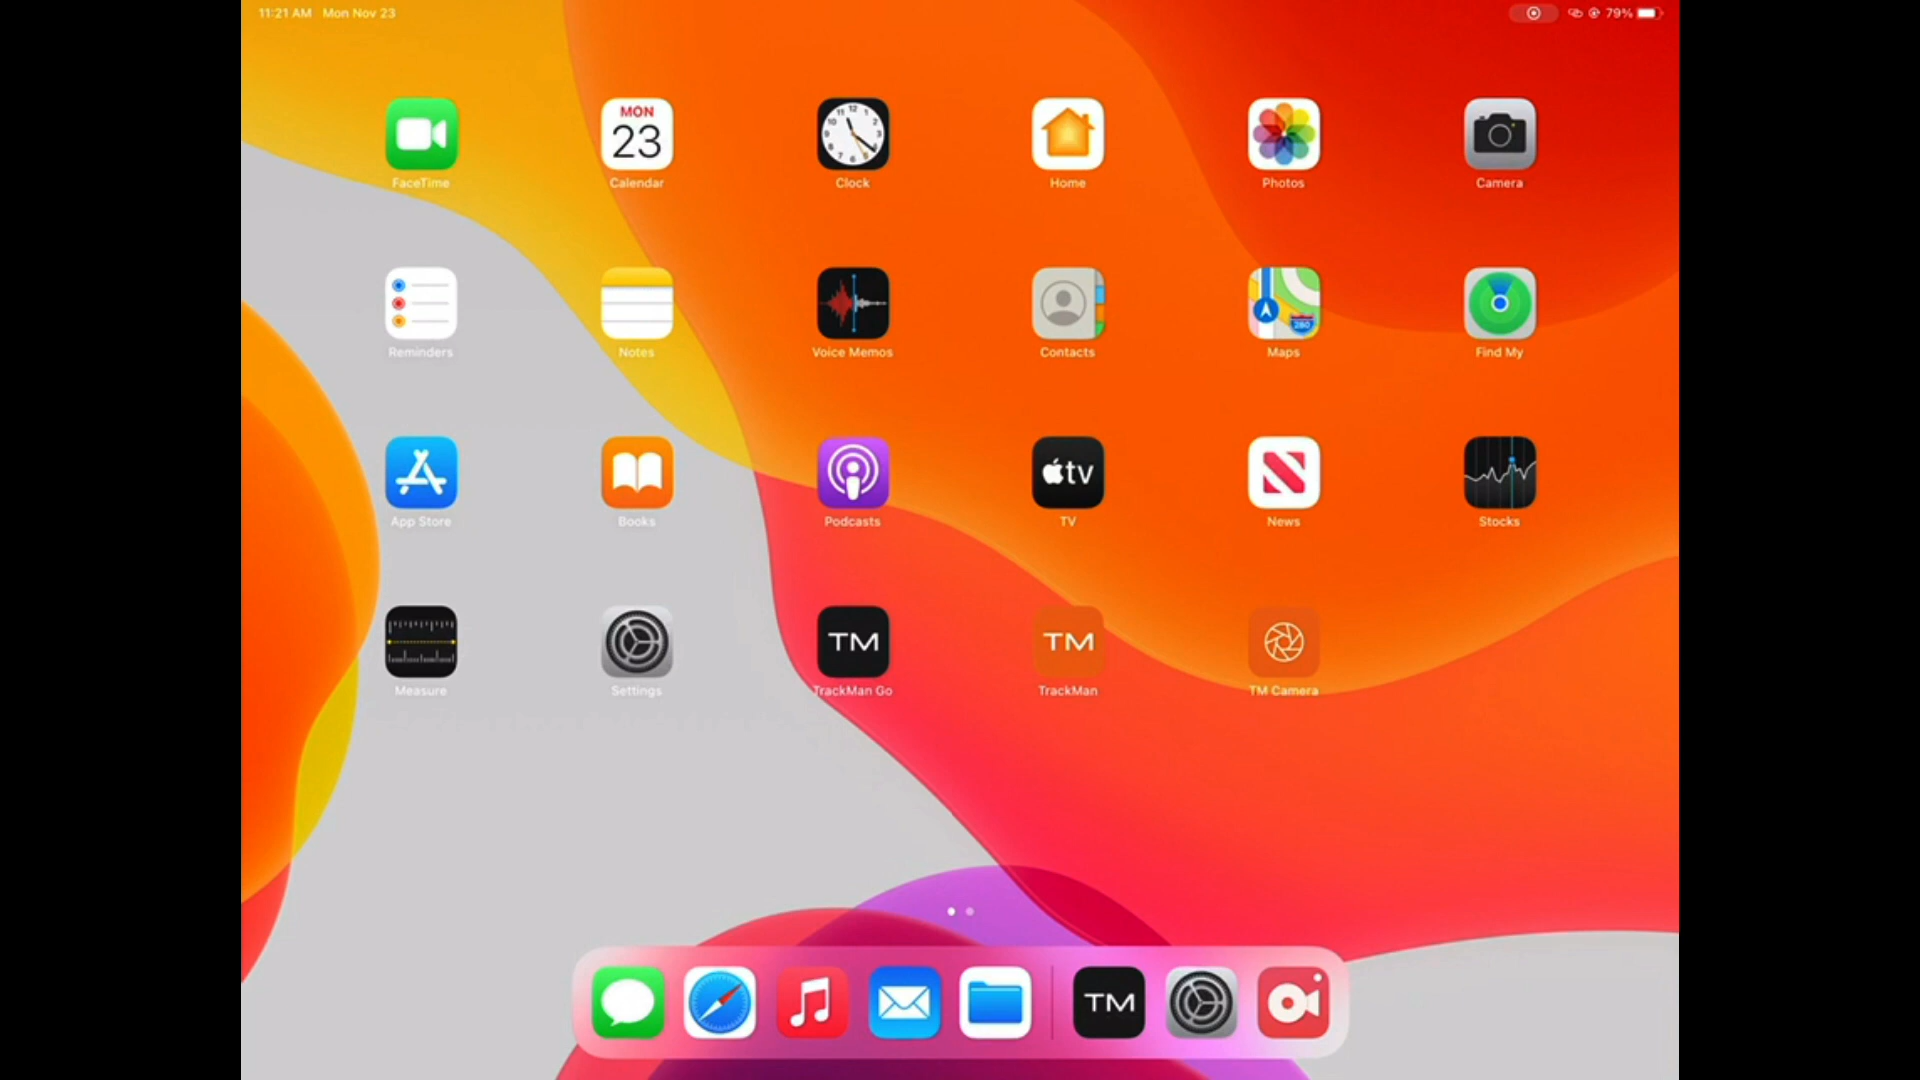 11:21 AM Mon Nov 23
79%
MON
23
FaceTime
Calendar
Clock
Home
Photos
Camera
280
Reminders
Notes
Voice Memos
Contacts
Maps
Find My
tv
App Store
Books
Podcasts
TV
News
Stocks
TM
TM
Measure
Settings
TrackMan Go
TrackMan
TM Camera
TM